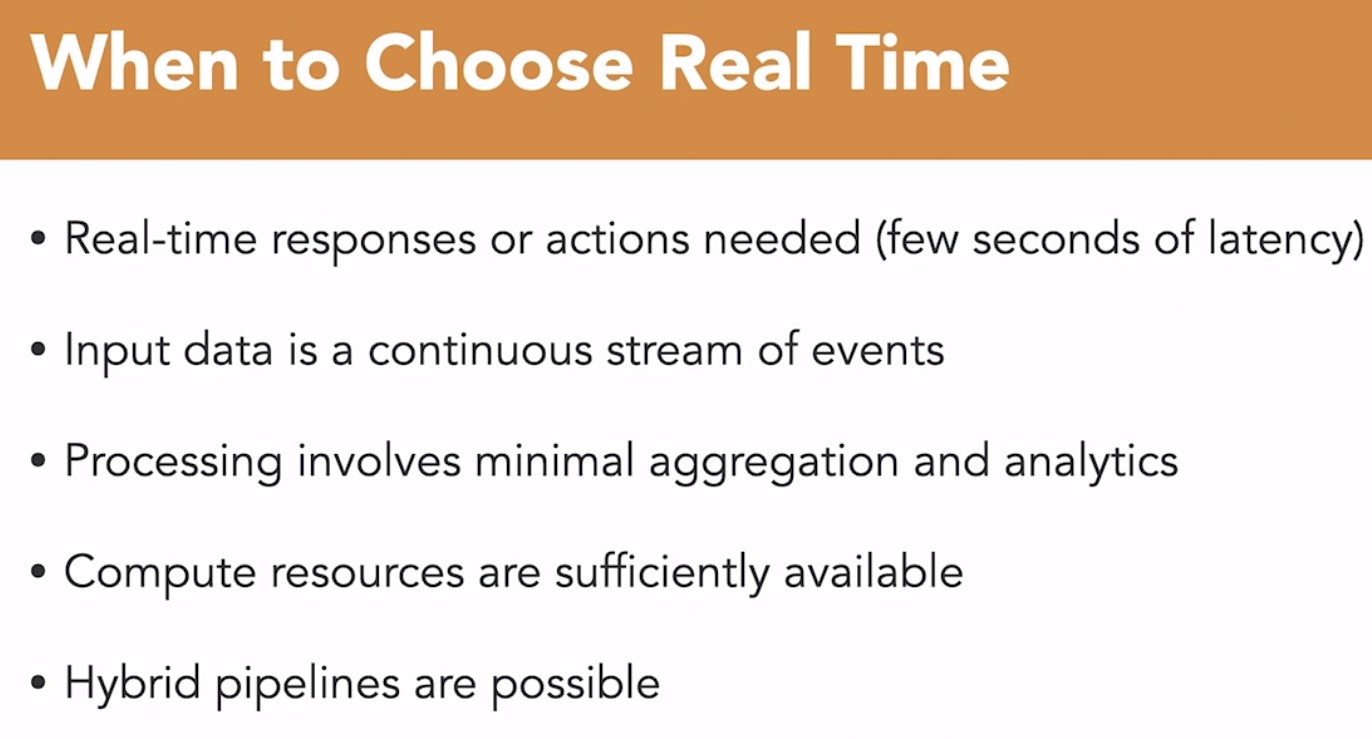 When to Choose Real Time
• Real-time responses or actions needed (few seconds of latency)
• Input data is a continuous stream of events
• Processing involves minimal aggregation and analytics
• Compute resources are sufficiently available
• Hybrid pipelines are possible